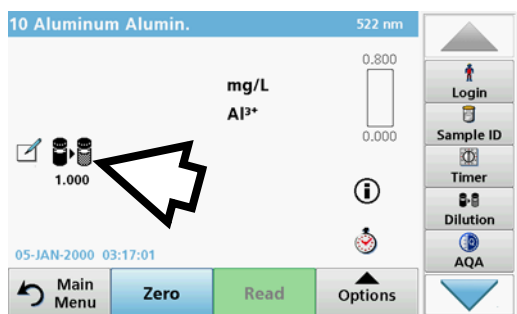 10 Aluminum Alumin.
522 nm
0.800
mg/L
Al³⁺
0.000
1.000
05-JAN-2000 03:17:01
Main
Menu
Zero
Read
Options
Login
Sample ID
Timer
Dilution
AQA